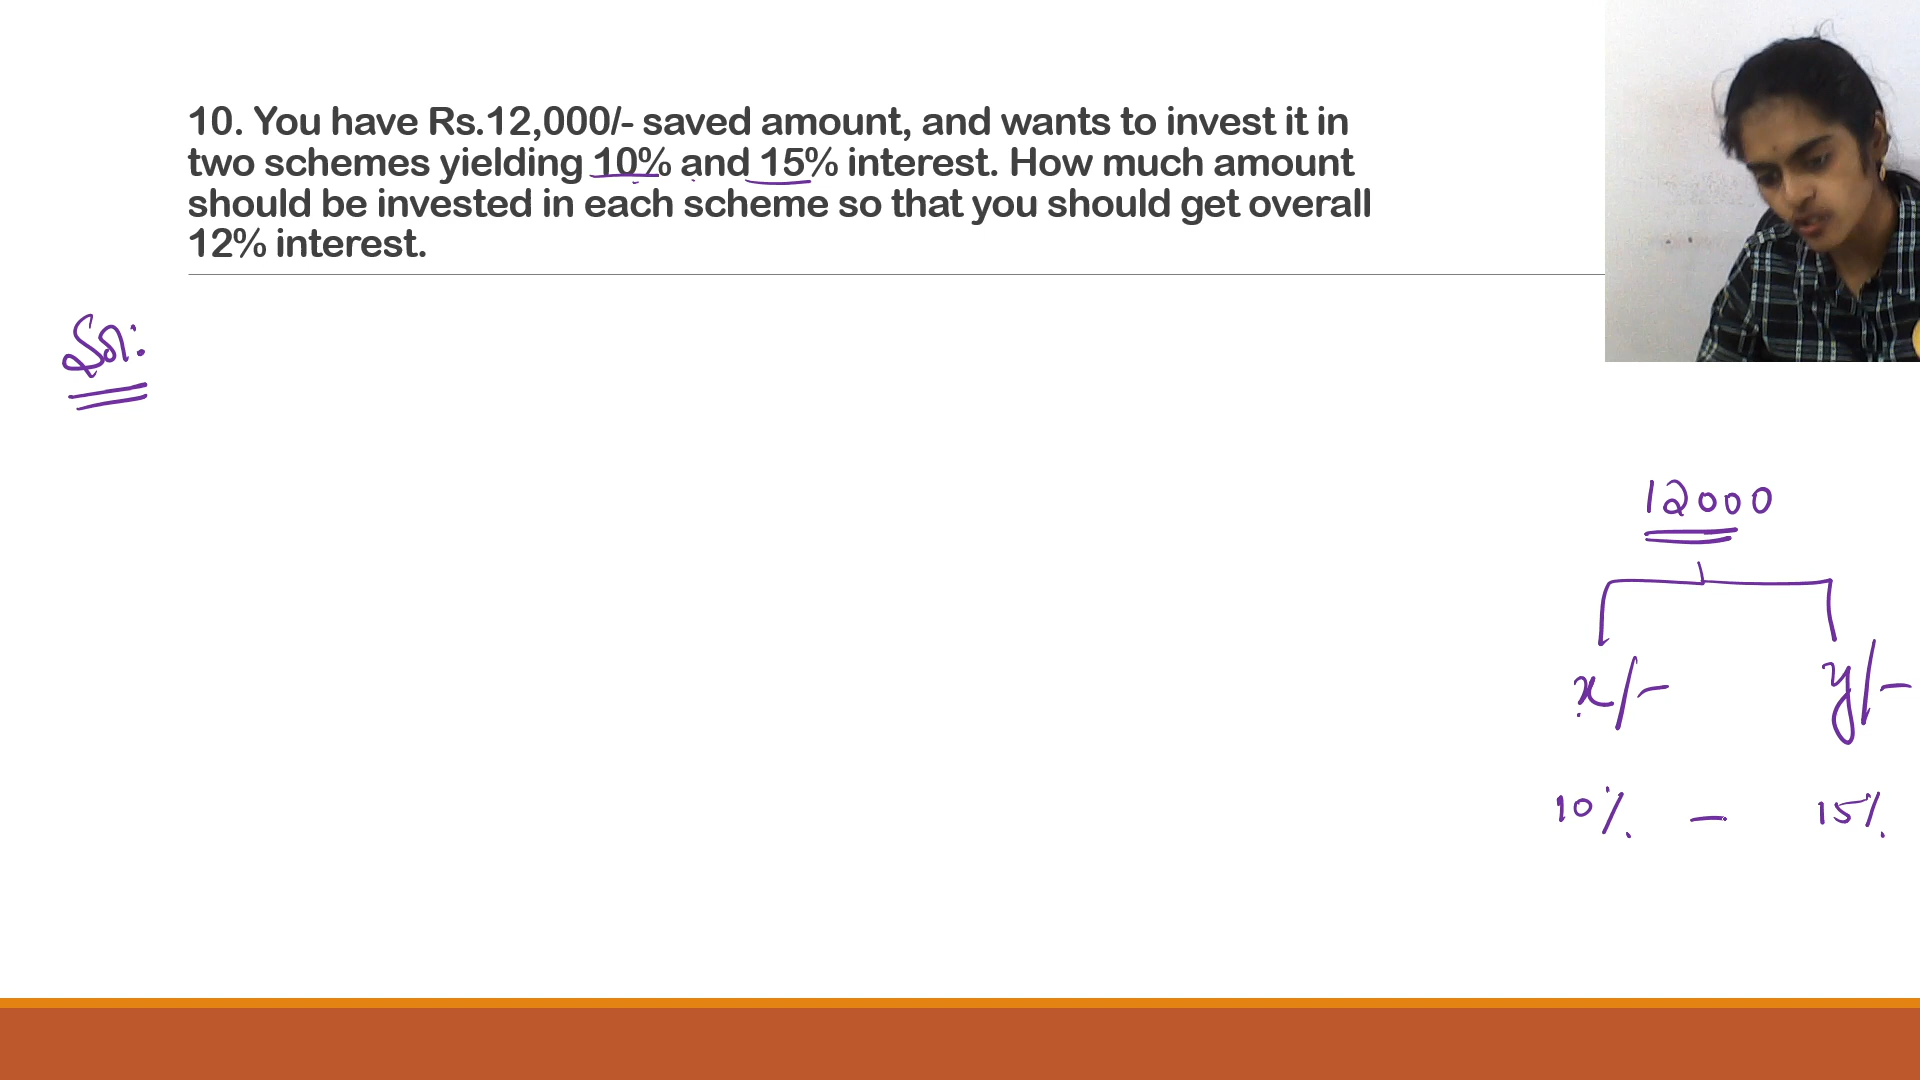 10. You have Rs.12,000/- saved amount, and wants to invest it in
two schemes yielding 10% and 15% interest. How much amount
should be invested in each scheme so that you should get overall
12% interest.
Sol:
12000
x/- y/-
10% – 15%